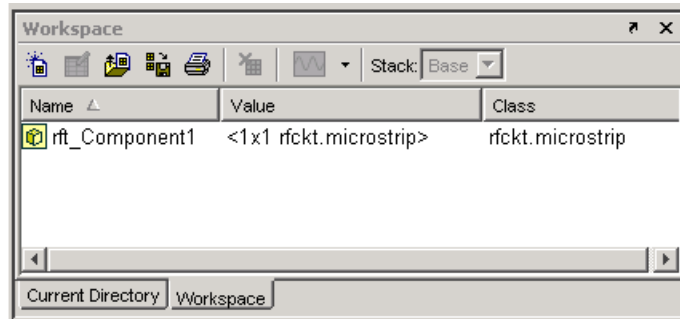 Workspace
Stack: Base
Name Value Class
rft_Component1 <1x1 rfckt.microstrip> rfckt.microstrip
Current Directory Workspace